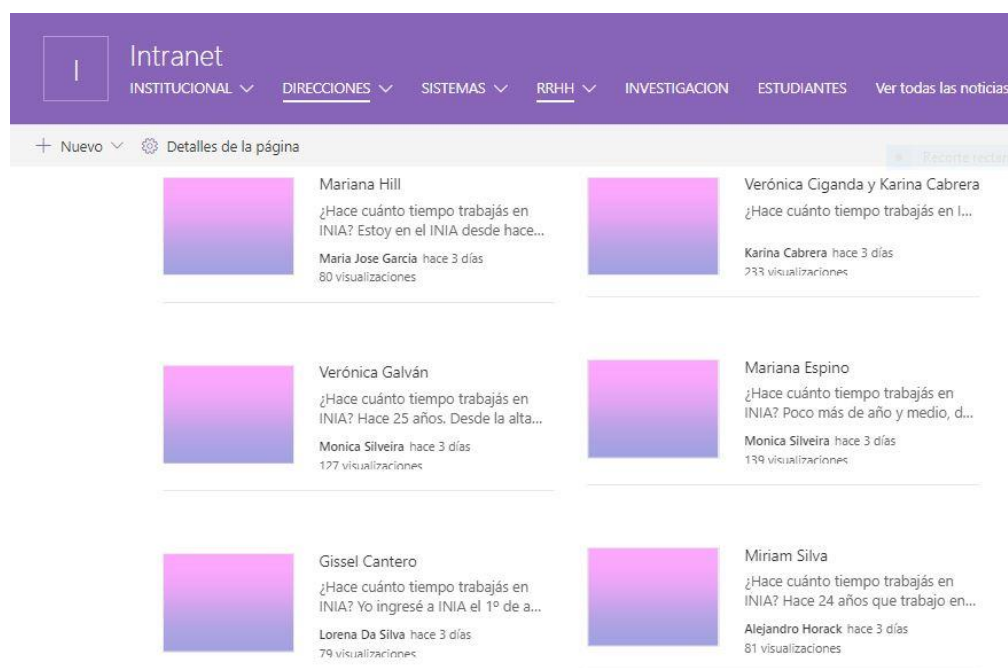 I
Intranet
INSTITUCIONAL DIRECCIONES SISTEMAS RRHH INVESTIGACION ESTUDIANTES Ver todas las noticias
+ Nuevo Detalles de la página
Recorte rectan
Mariana Hill
¿Hace cuánto tiempo trabajás en
INIA? Estoy en el INIA desde hace...
Maria Jose Garcia hace 3 días
80 visualizaciones
Verónica Ciganda y Karina Cabrera
¿Hace cuánto tiempo trabajás en I...
Karina Cabrera hace 3 días
233 visualizaciones
Verónica Galván
¿Hace cuánto tiempo trabajás en
INIA? Hace 25 años. Desde la alta...
Monica Silveira hace 3 días
127 visualizaciones
Mariana Espino
¿Hace cuánto tiempo trabajás en
INIA? Poco más de año y medio, d...
Monica Silveira hace 3 días
139 visualizaciones
Gissel Cantero
¿Hace cuánto tiempo trabajás en
INIA? Yo ingresé a INIA el 1º de a...
Lorena Da Silva hace 3 días
79 visualizaciones
Miriam Silva
¿Hace cuánto tiempo trabajás en
INIA? Hace 24 años que trabajo en...
Alejandro Horack hace 3 días
81 visualizaciones